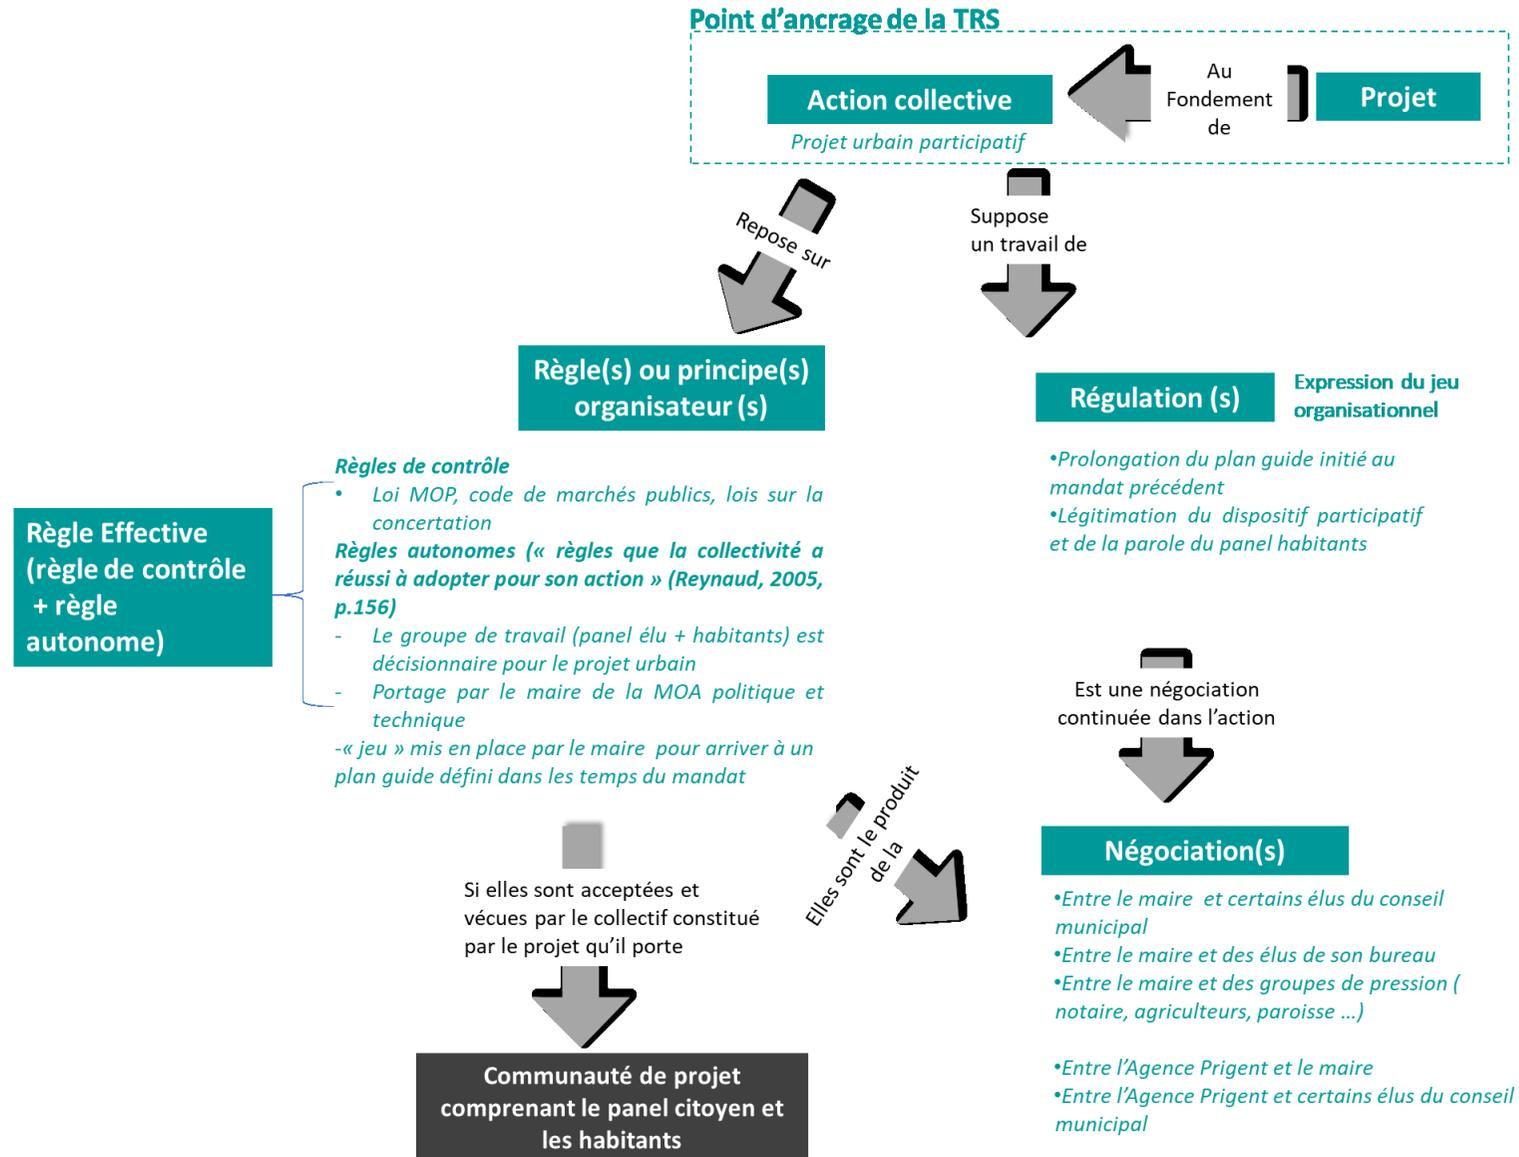 Point d'ancrage de la TRS
Action collective
Projet urbain participatif
Au
Fondement
de
Projet
Repose sur
Suppose
un travail de
Règle(s) ou principe(s)
organisateur (s)
Régulation (s)
Expression du jeu
organisationnel
Règle Effective
(règle de contrôle
+ règle
autonome)
Règles de contrôle
• Loi MOP, code de marchés publics, lois sur la
concertation
Règles autonomes (« règles que la collectivité a
réussi à adopter pour son action » (Reynaud, 2005,
p.156)
- Le groupe de travail (panel élu + habitants) est
décisionnaire pour le projet urbain
- Portage par le maire de la MOA politique et
technique
-« jeu » mis en place par le maire pour arriver à un
plan guide défini dans les temps du mandat
•Prolongation du plan guide initié au
mandat précédent
•Légitimation du dispositif participatif
et de la parole du panel habitants
Est une négociation
continuée dans l'action
Elles sont le produit
de la
Si elles sont acceptées et
vécues par le collectif constitué
par le projet qu'il porte
Communauté de projet
comprenant le panel citoyen et
les habitants
Négociation(s)
•Entre le maire et certains élus du conseil
municipal
•Entre le maire et des élus de son bureau
•Entre le maire et des groupes de pression (
notaire, agriculteurs, paroisse …)
•Entre l'Agence Prigent et le maire
•Entre l'Agence Prigent et certains élus du conseil
municipal